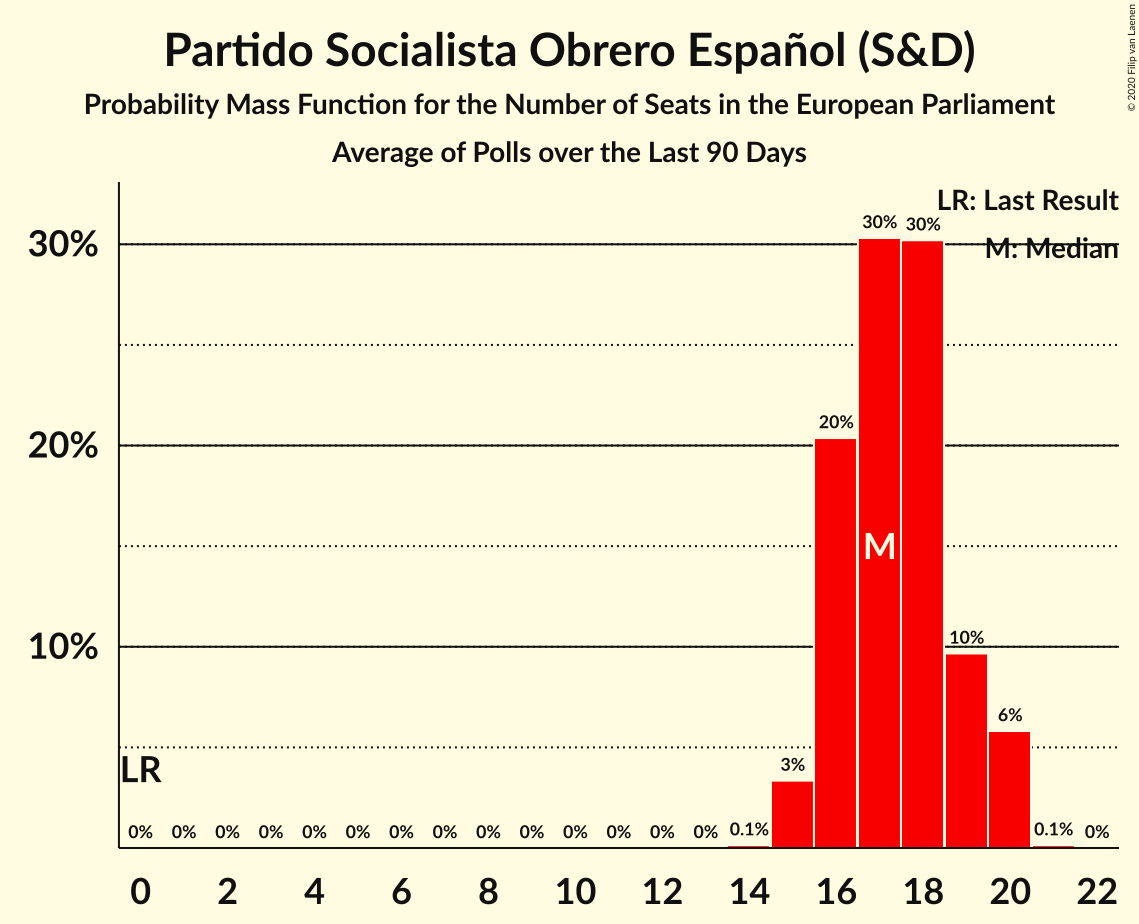 Partido Socialista Obrero Español (S&D)
Probability Mass Function for the Number of Seats in the European Parliament
Average of Polls over the Last 90 Days
© 2020 Filip van Laenen
LR: Last Result
M: Median
30% 30%
30%
20%
20%
M
10%
10%
6%
3%
LR
0% 0% 0% 0% 0% 0% 0% 0% 0% 0% 0% 0% 0% 0% 0.1% 0.1% 0%
0 2 4 6 8 10 12 14 16 18 20 22